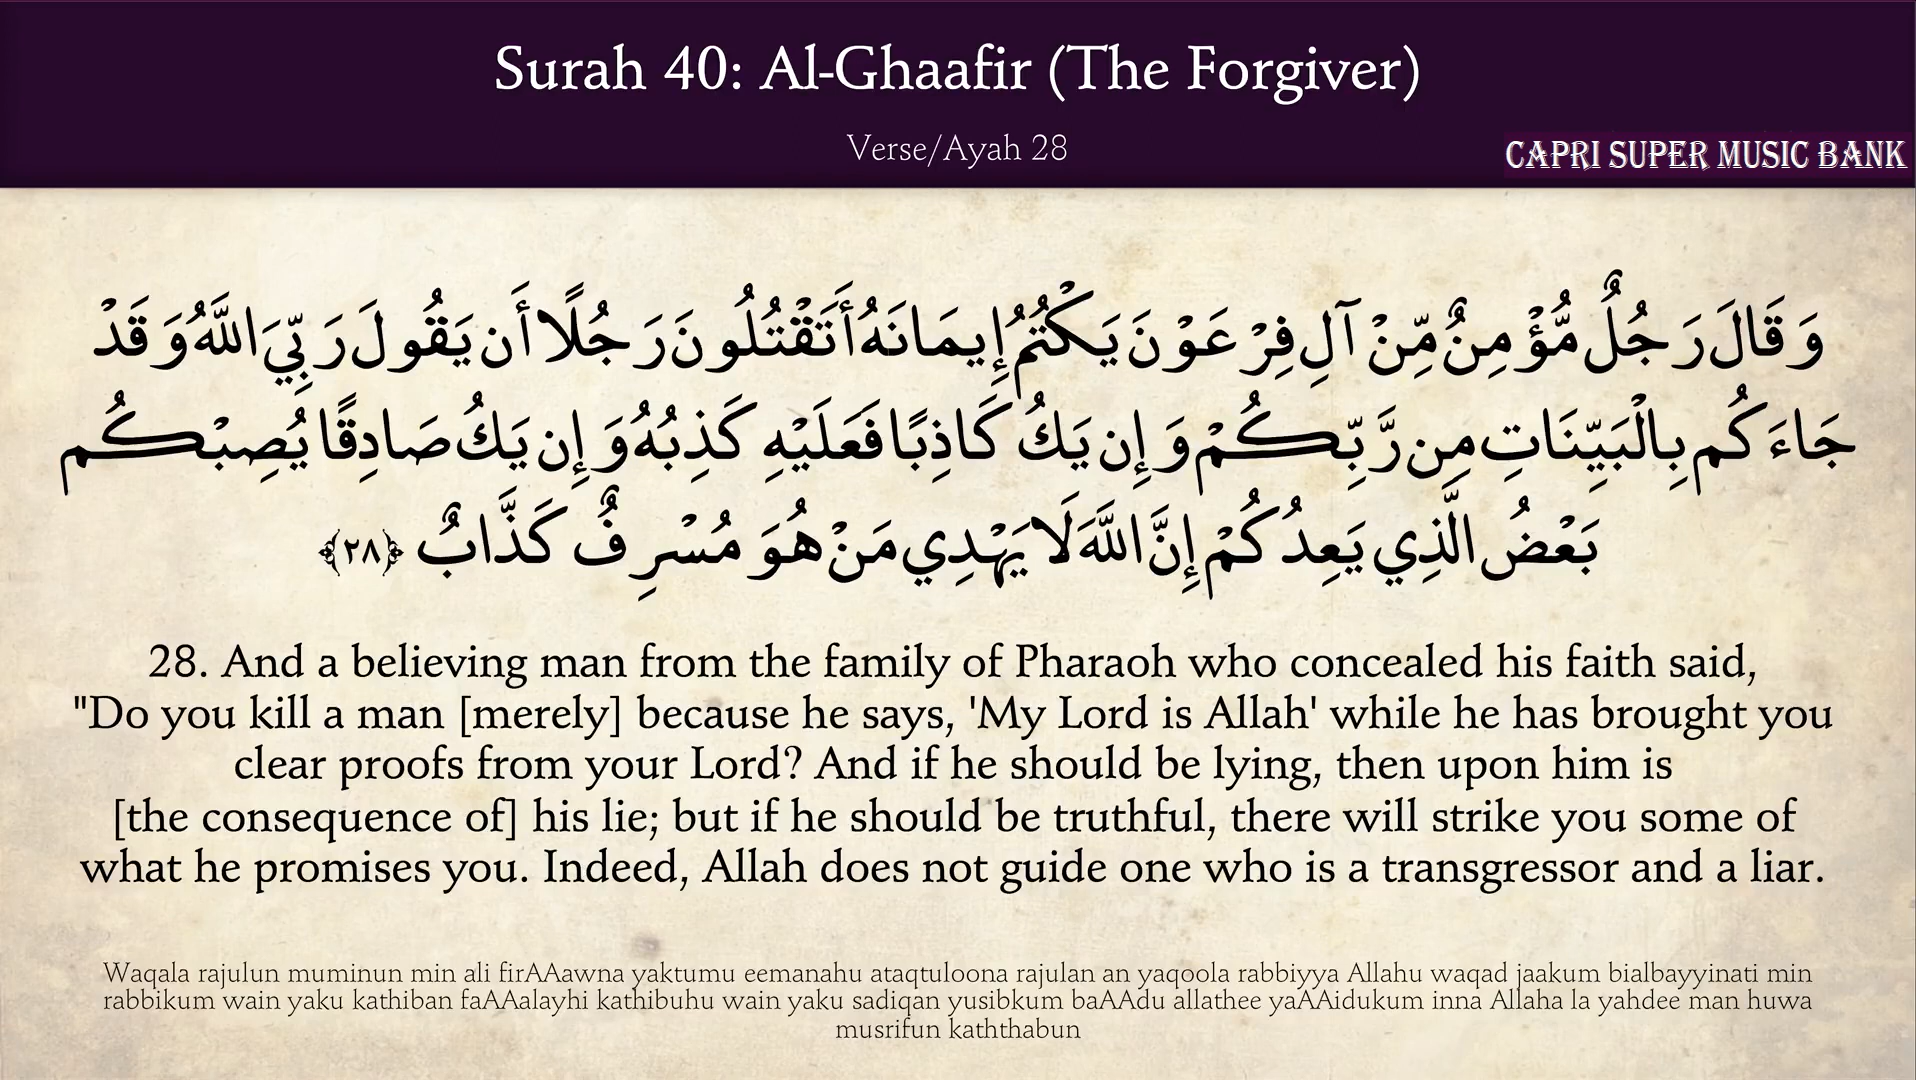 Surah 40: Al-Ghaafir (The Forgiver)
Verse/Ayah 28
CAPRI SUPER MUSIC BANK
وَقَالَ رَجُلٌ مُّؤْمِنٌ مِّنْ آلِ فِرْعَوْنَ يَكْتُمُ إِيمَانَهُ أَتَقْتُلُونَ رَجُلًا أَن يَقُولَ رَبِّيَ اللَّهُ وَقَدْ
جَاءَكُم بِالْبَيِّنَاتِ مِن رَّبِّكُمْ وَإِن يَكُ كَاذِبًا فَعَلَيْهِ كَذِبُهُ وَإِن يَكُ صَادِقًا يُصِبْكُم
بَعْضُ الَّذِي يَعِدُكُمْ إِنَّ اللَّهَ لَا يَهْدِي مَنْ هُوَ مُسْرِفٌ كَذَّابٌ ﴿٢٨﴾
28. And a believing man from the family of Pharaoh who concealed his faith said,
"Do you kill a man [merely] because he says, 'My Lord is Allah' while he has brought you
clear proofs from your Lord? And if he should be lying, then upon him is
[the consequence of] his lie; but if he should be truthful, there will strike you some of
what he promises you. Indeed, Allah does not guide one who is a transgressor and a liar.
Waqala rajulun muminun min ali firAAawna yaktumu eemanahu ataqtuloona rajulan an yaqoola rabbiyya Allahu waqad jaakum bialbayyinati min
rabbikum wain yaku kathiban faAAalayhi kathibuhu wain yaku sadiqan yusibkum baAAdu allathee yaAAidukum inna Allaha la yahdee man huwa
musrifun kaththabun